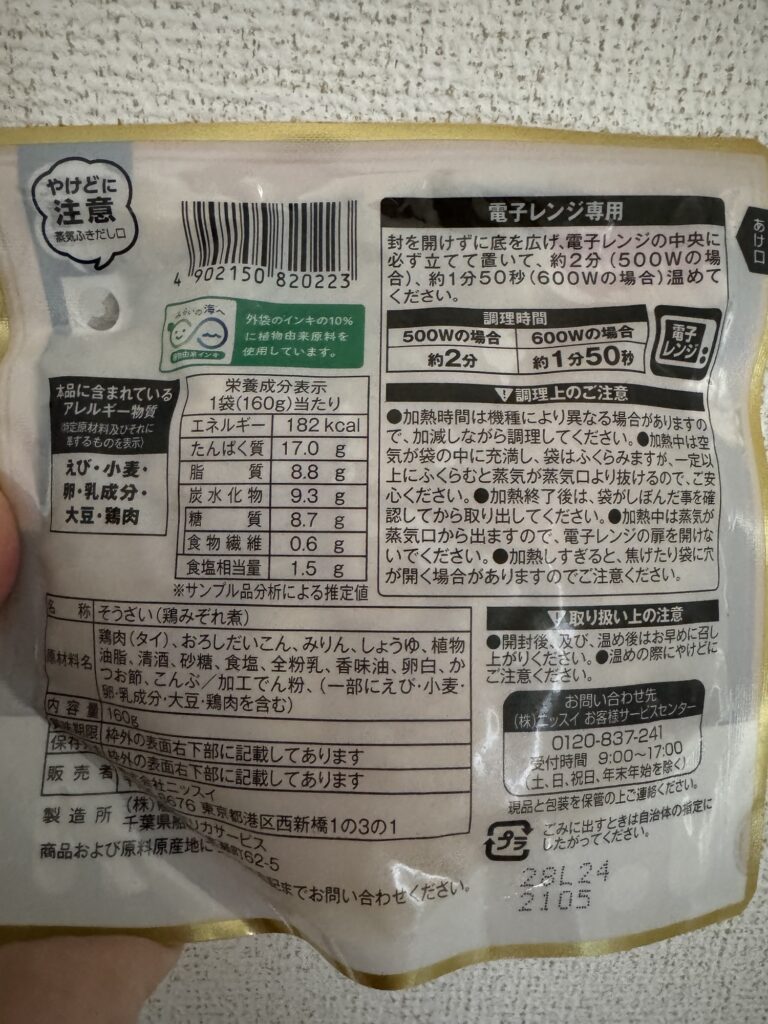 やけどに
注意
蒸気ふきだし口
4 902150 820223
みらいの海へ
植物由来インキ
外袋のインキの10%
に植物由来原料を
使用しています。
本品に含まれている
アレルギー物質
えび・小麦・
卵・乳成分・
大豆・鶏肉
栄養成分表示
1袋(160g)当たり
エネルギー 182 kcal
たんぱく質 17.0 g
脂質 8.8 g
炭水化物 9.3 g
糖質 8.7 g
食物繊維 0.6 g
食塩相当量 1.5 g
※サンプル品分析による推定値
あけ口
電子レンジ専用
封を開けずに底を広げ、電子レンジの中央に
必ず立てて置いて、約2分(500Wの場
合)、約1分50秒(600Wの場合)温めて
ください。
調理時間
500Wの場合 600Wの場合
約2分 約1分50秒
電子
レンジ
調理上のご注意
●加熱時間は機種により異なる場合がありますの
で、加減しながら調理してください。●加熱中は空
気が袋の中に充満し、袋はふくらみますが、一定以
上にふくらむと蒸気が蒸気口より抜けるので、ご安
心ください。●加熱終了後は、袋がしぼんだ事を確
認してから取り出してください。●加熱中は蒸気が
蒸気口から出ますので、電子レンジの扉を開けな
いでください。●加熱しすぎると、焦げたり袋に穴
が開く場合がありますのでご注意ください。
名称 そうざい(鶏みぞれ煮)
原材料名 鶏肉(タイ)、おろしだいこん、みりん、しょうゆ、植物
油脂、清酒、砂糖、食塩、全粉乳、香味油、卵白、か
つお節、こんぶ/加工でん粉、(一部にえび・小麦・
卵・乳成分・大豆・鶏肉を含む)
内容量 160g
枠外の表面右下部に記載してあります
枠外の表面右下部に記載してあります
販売者 ニッスイ
東京都港区西新橋1の3の1
製造所 (株)
千葉県 サービス
62-5
商品および原料原産地に
までお問い合わせください。
取り扱い上の注意
●開封後、及び、温め後はお早めに召し
上がりください。●温めの際にやけどに
ご注意ください。
お問い合わせ先
(株)ニッスイ お客様サービスセンター
0120-837-241
受付時間 9:00～17:00
(土、日、祝日、年末年始を除く)
現品と包装を保管の上ご連絡ください。
プラ
ごみに出すときは自治体の指定に
したがってください。
28L24
2105